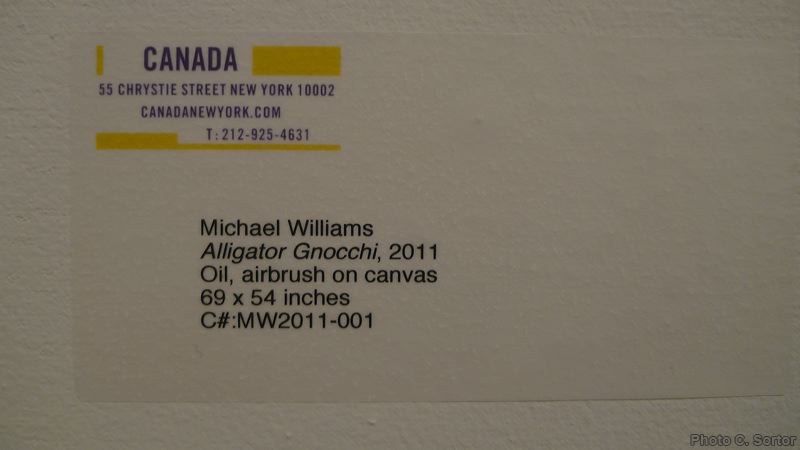 CANADA
55 CHRYSTIE STREET NEW YORK 10002
CANADANEWYORK.COM
T: 212-925-4631
Michael Williams
Alligator Gnocchi, 2011
Oil, airbrush on canvas
69 x 54 inches
C#:MW2011-001
Photo C. Sortor